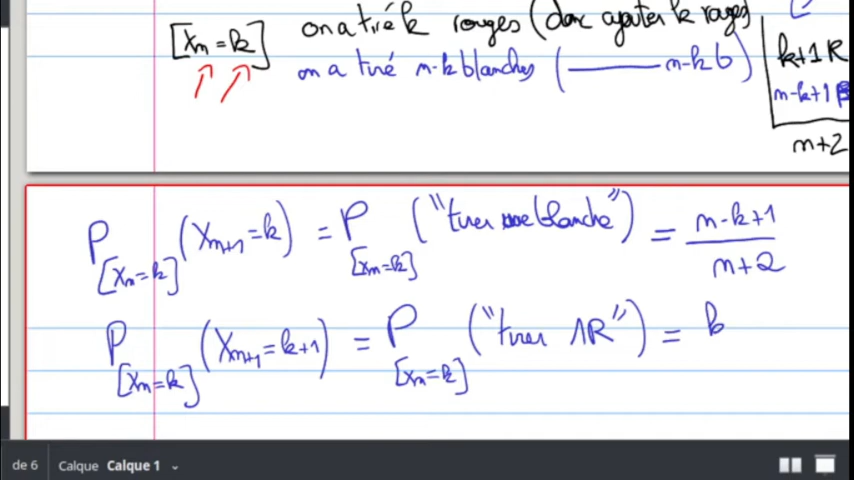 on a tiré k rouges (donc ajouter k rouges)
[Xn = k]
on a tiré n-k blanches (——— n-k b)
k+1 R
n-k+1 B
n+2
P[Xn=k] (Xn+1 = k) = P[Xn=k] ("tirer une blanche") = (n-k+1)/(n+2)
P[Xn=k] (Xn+1 = k+1) = P[Xn=k] ("tirer 1R") = k
de 6 Calque Calque 1